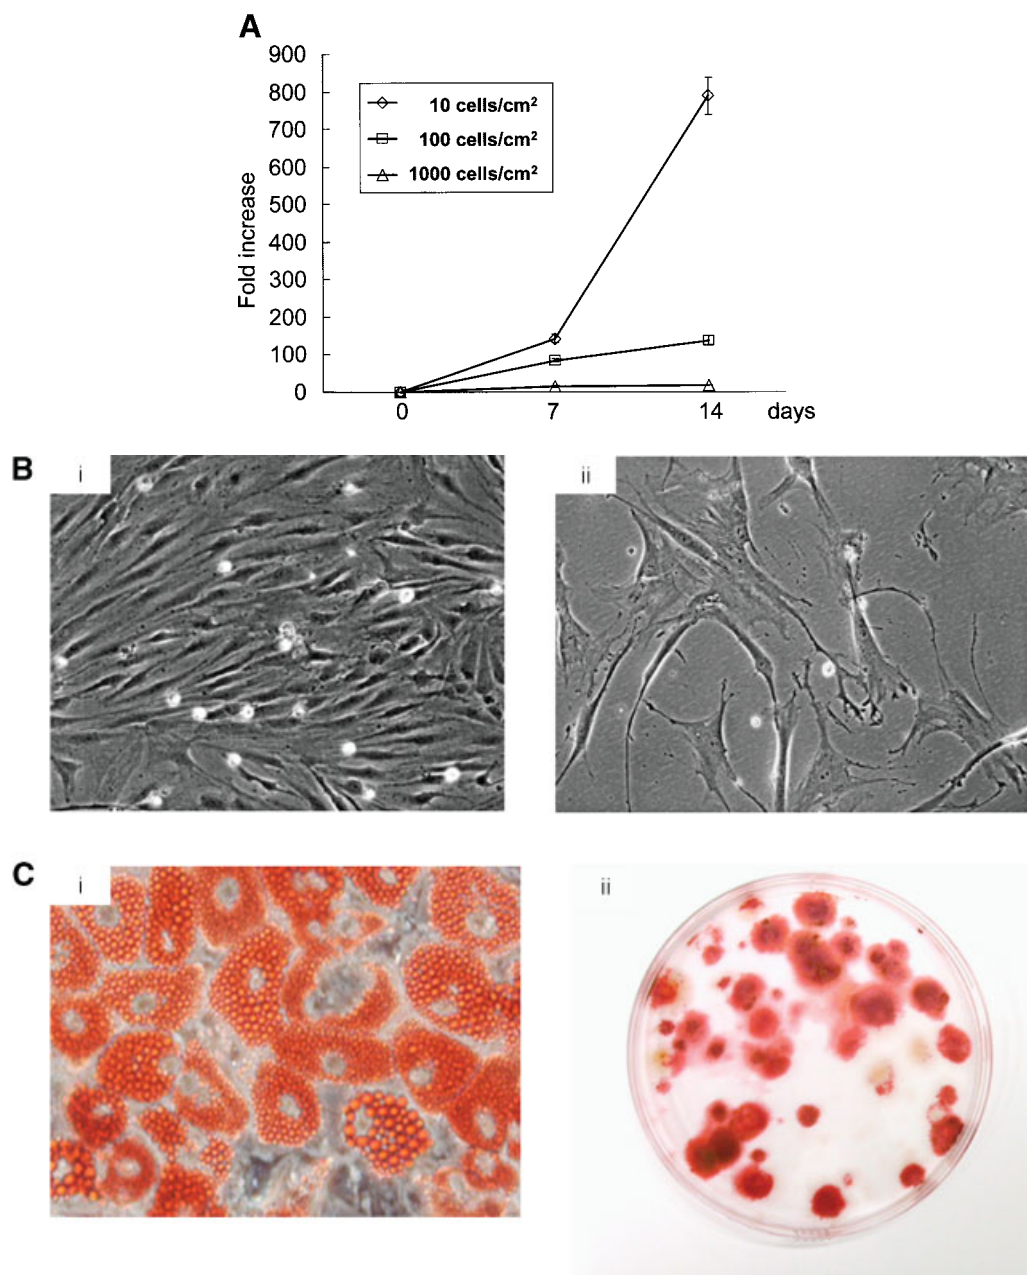 A
900
800
700
600
500
400
300
200
100
0
Fold increase
10 cells/cm²
100 cells/cm²
1000 cells/cm²
0 7 14 days
B
i
ii
C
i
ii